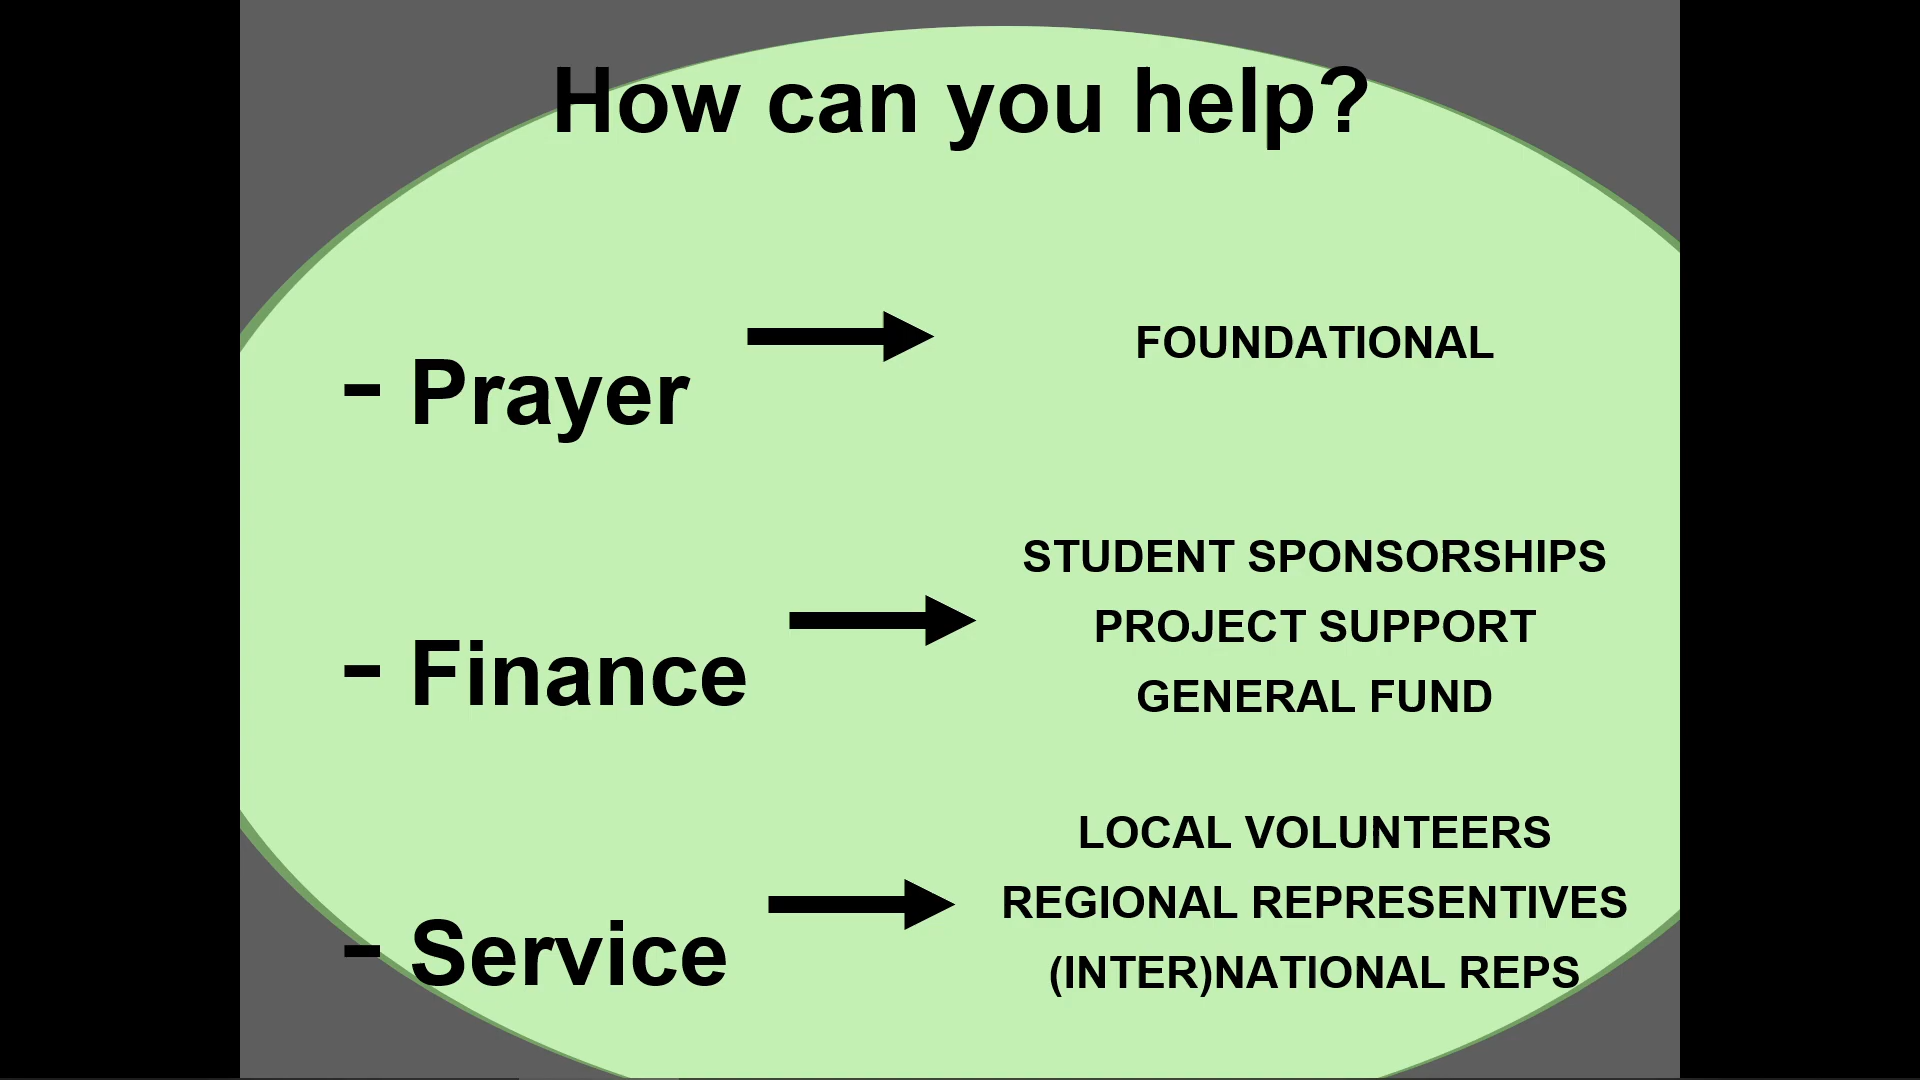 How can you help?
- Prayer
FOUNDATIONAL
- Finance
STUDENT SPONSORSHIPS
PROJECT SUPPORT
GENERAL FUND
- Service
LOCAL VOLUNTEERS
REGIONAL REPRESENTIVES
(INTER)NATIONAL REPS